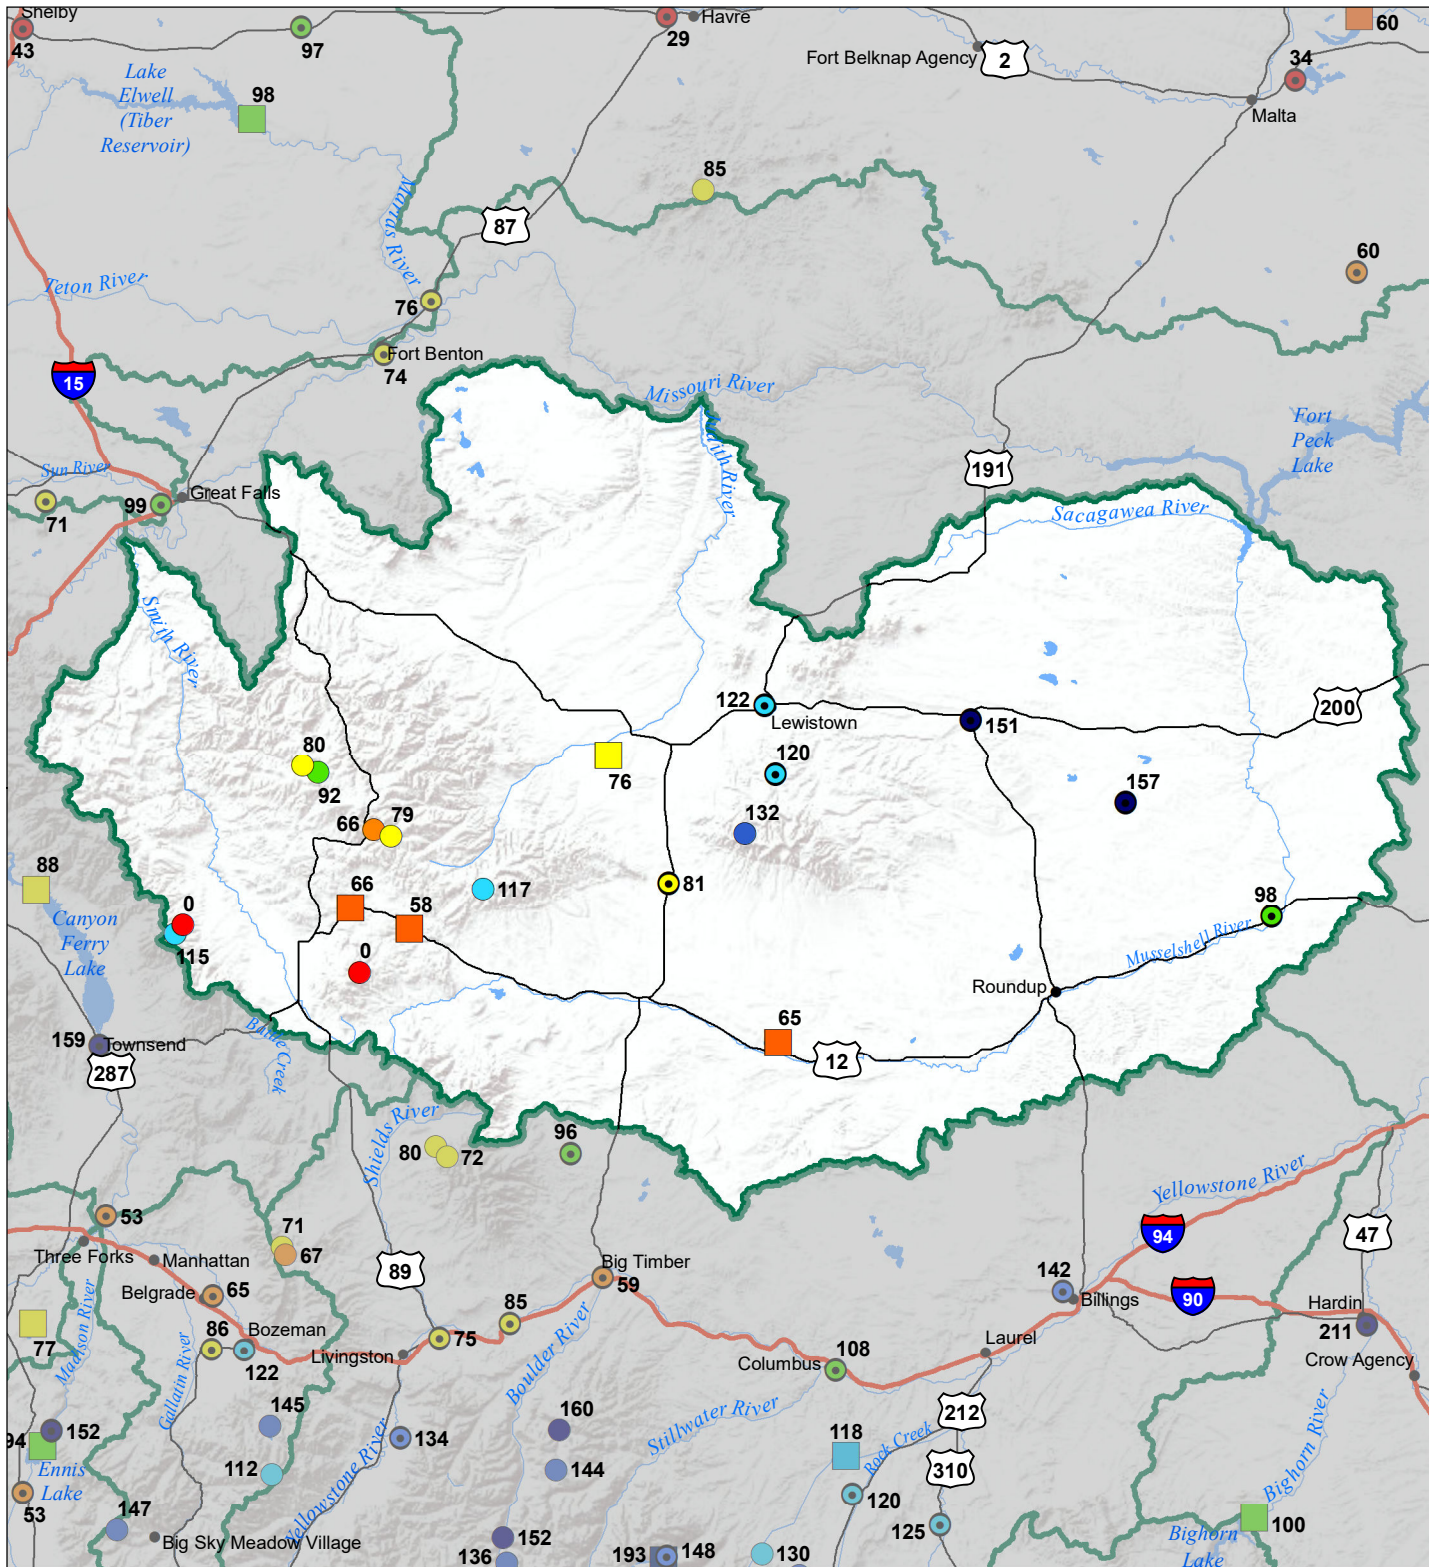 Shelby
43
97
29
Havre
Fort Belknap Agency
2
60
34
Malta
Lake
Elwell
(Tiber
Reservoir)
98
Marias River
85
87
60
Teton River
76
15
Fort Benton
74
Missouri River
Judith River
Fort
Peck
Lake
Sun River
71
99
Great Falls
191
Sacagawea River
Smith River
122
Lewistown
151
200
80
92
76
120
157
66
79
132
88
Canyon
Ferry
Lake
0
115
66
58
117
81
98
0
Musselshell River
Roundup
65
12
159
Townsend
287
Battle Creek
Shields River
80
72
96
Yellowstone River
53
Three Forks
71
67
Manhattan
89
Big Timber
59
94
47
142
Billings
90
Hardin
211
Belgrade
65
85
75
Madison River
77
86
Bozeman
122
Livingston
Gallatin River
Boulder River
Columbus
108
Laurel
Crow Agency
145
152
94
Ennis
Lake
134
160
Stillwater River
212
118
Rock Creek
144
112
310
53
147
Yellowstone River
120
Bighorn River
Big Sky Meadow Village
152
136
193
148
130
125
100
Bighorn
Lake